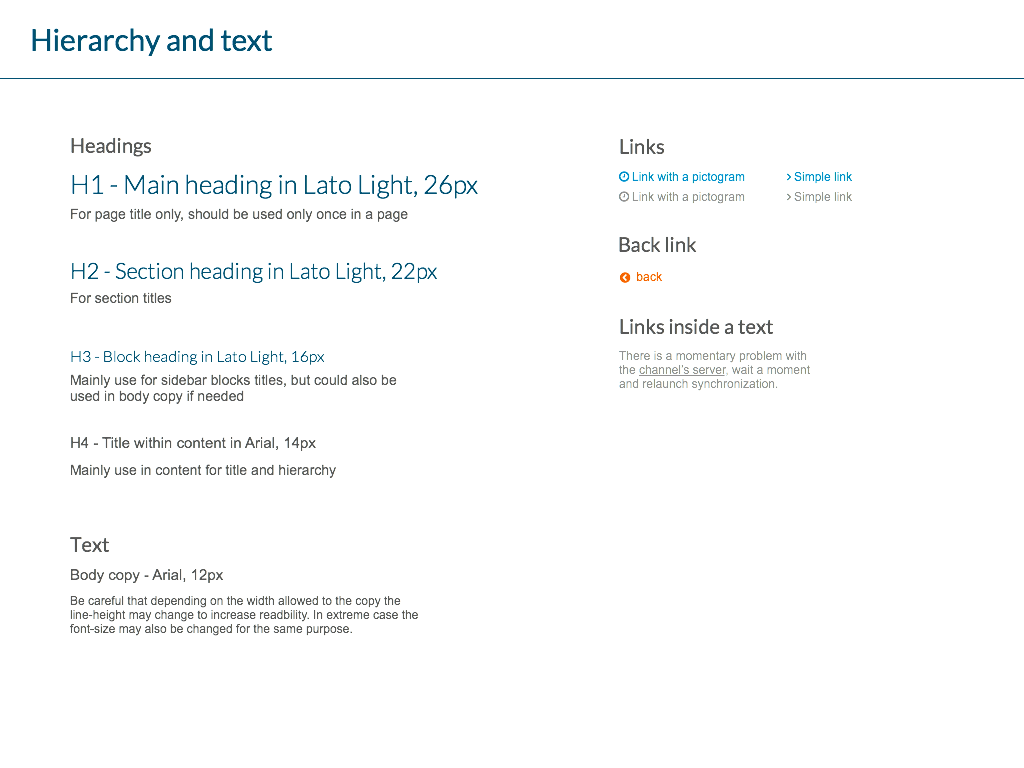 Hierarchy and text
Headings
H1 - Main heading in Lato Light, 26px
For page title only, should be used only once in a page
H2 - Section heading in Lato Light, 22px
For section titles
H3 - Block heading in Lato Light, 16px
Mainly use for sidebar blocks titles, but could also be
used in body copy if needed
H4 - Title within content in Arial, 14px
Mainly use in content for title and hierarchy
Text
Body copy - Arial, 12px
Be careful that depending on the width allowed to the copy the
line-height may change to increase readbility. In extreme case the
font-size may also be changed for the same purpose.
Links
Link with a pictogram
Simple link
Link with a pictogram
Simple link
Back link
back
Links inside a text
There is a momentary problem with
the channel's server, wait a moment
and relaunch synchronization.